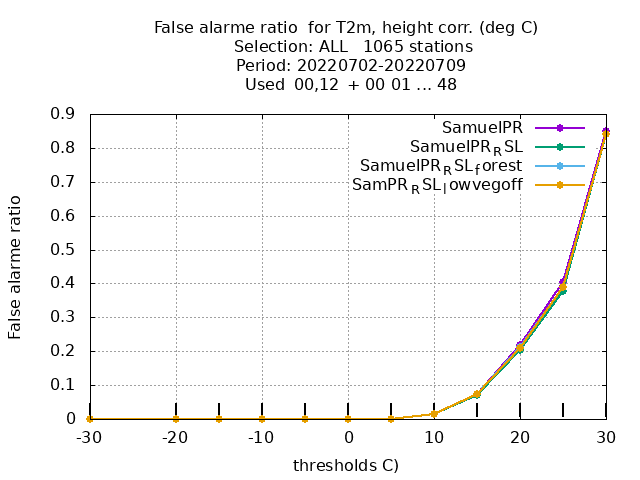 False alarme ratio  for T2m, height corr. (deg C)
Selection: ALL   1065 stations
Period: 20220702-20220709
Used  00,12  + 00 01 ... 48
SamuelPR
SamuelPR_RSL
SamuelPR_RSL_forest
SamPR_RSL_lowvegoff
False alarme ratio
0.9
0.8
0.7
0.6
0.5
0.4
0.3
0.2
0.1
0
-30 -20 -10 0 10 20 30
thresholds C)